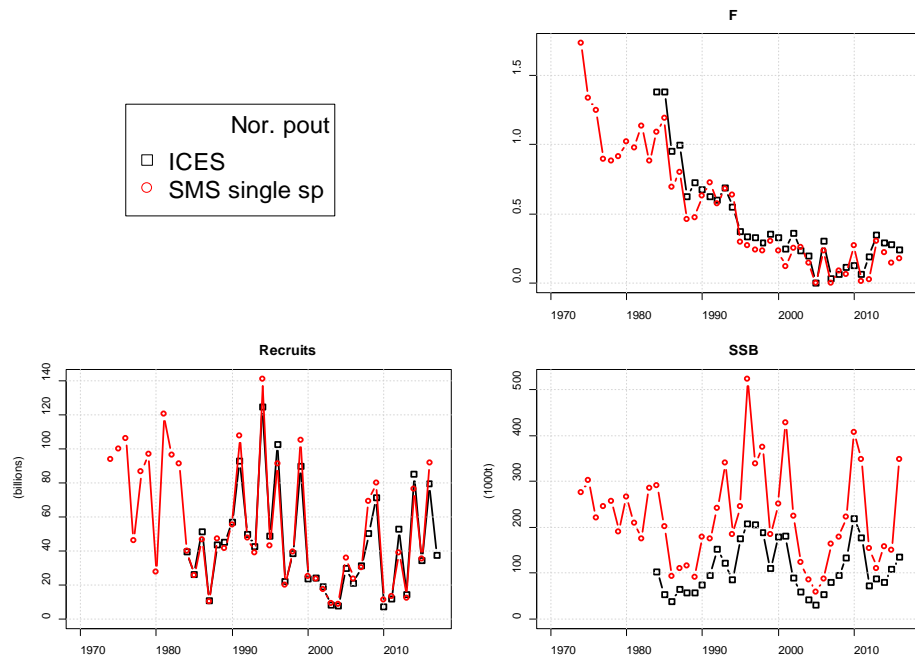 F
Nor. pout
ICES
SMS single sp
0.0 0.5 1.0 1.5
1970 1980 1990 2000 2010
Recruits
(billions)
0 20 40 60 80 100 120 140
1970 1980 1990 2000 2010
SSB
(1000t)
0 100 200 300 400 500
1970 1980 1990 2000 2010